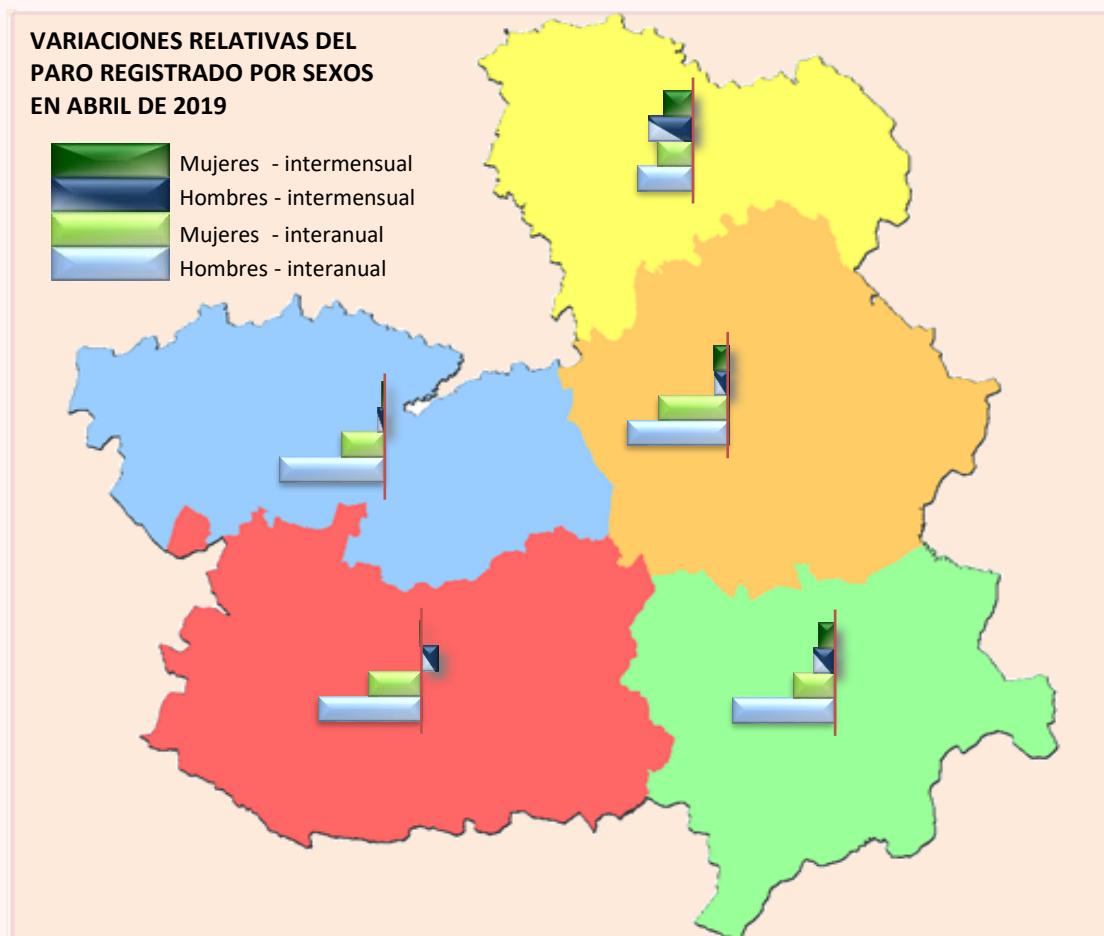 VARIACIONES RELATIVAS DEL
PARO REGISTRADO POR SEXOS
EN ABRIL DE 2019
Mujeres - intermensual
Hombres - intermensual
Mujeres - interanual
Hombres - interanual